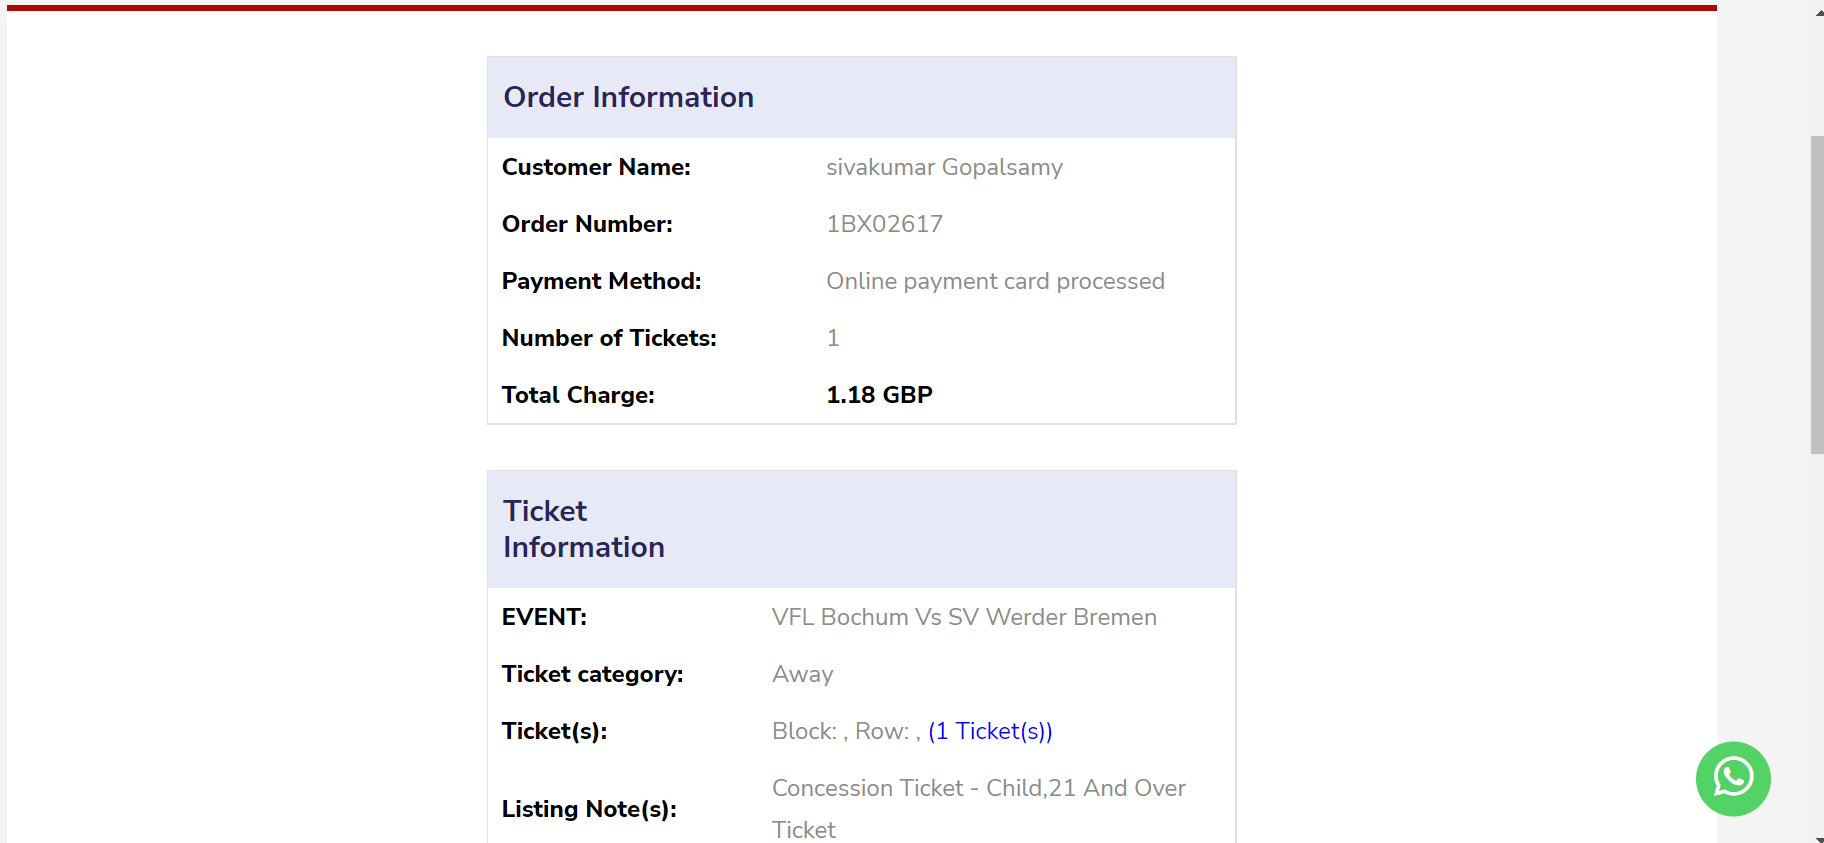 Order Information
Customer Name: sivakumar Gopalsamy
Order Number: 1BX02617
Payment Method: Online payment card processed
Number of Tickets: 1
Total Charge: 1.18 GBP
Ticket
Information
EVENT: VFL Bochum Vs SV Werder Bremen
Ticket category: Away
Ticket(s): Block: , Row: , (1 Ticket(s))
Listing Note(s): Concession Ticket - Child,21 And Over
Ticket